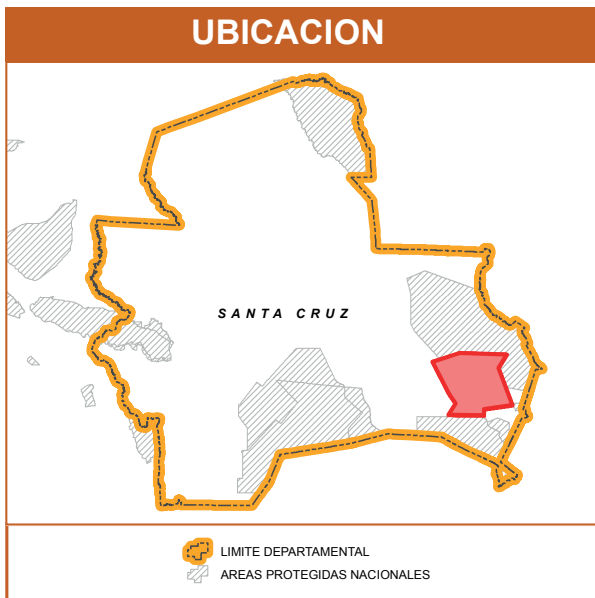 UBICACION
SANTA CRUZ
LIMITE DEPARTAMENTAL
AREAS PROTEGIDAS NACIONALES